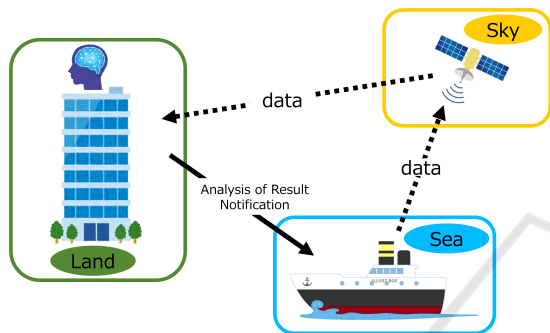 Sky
data
data
Analysis of Result
Notification
Sea
Land